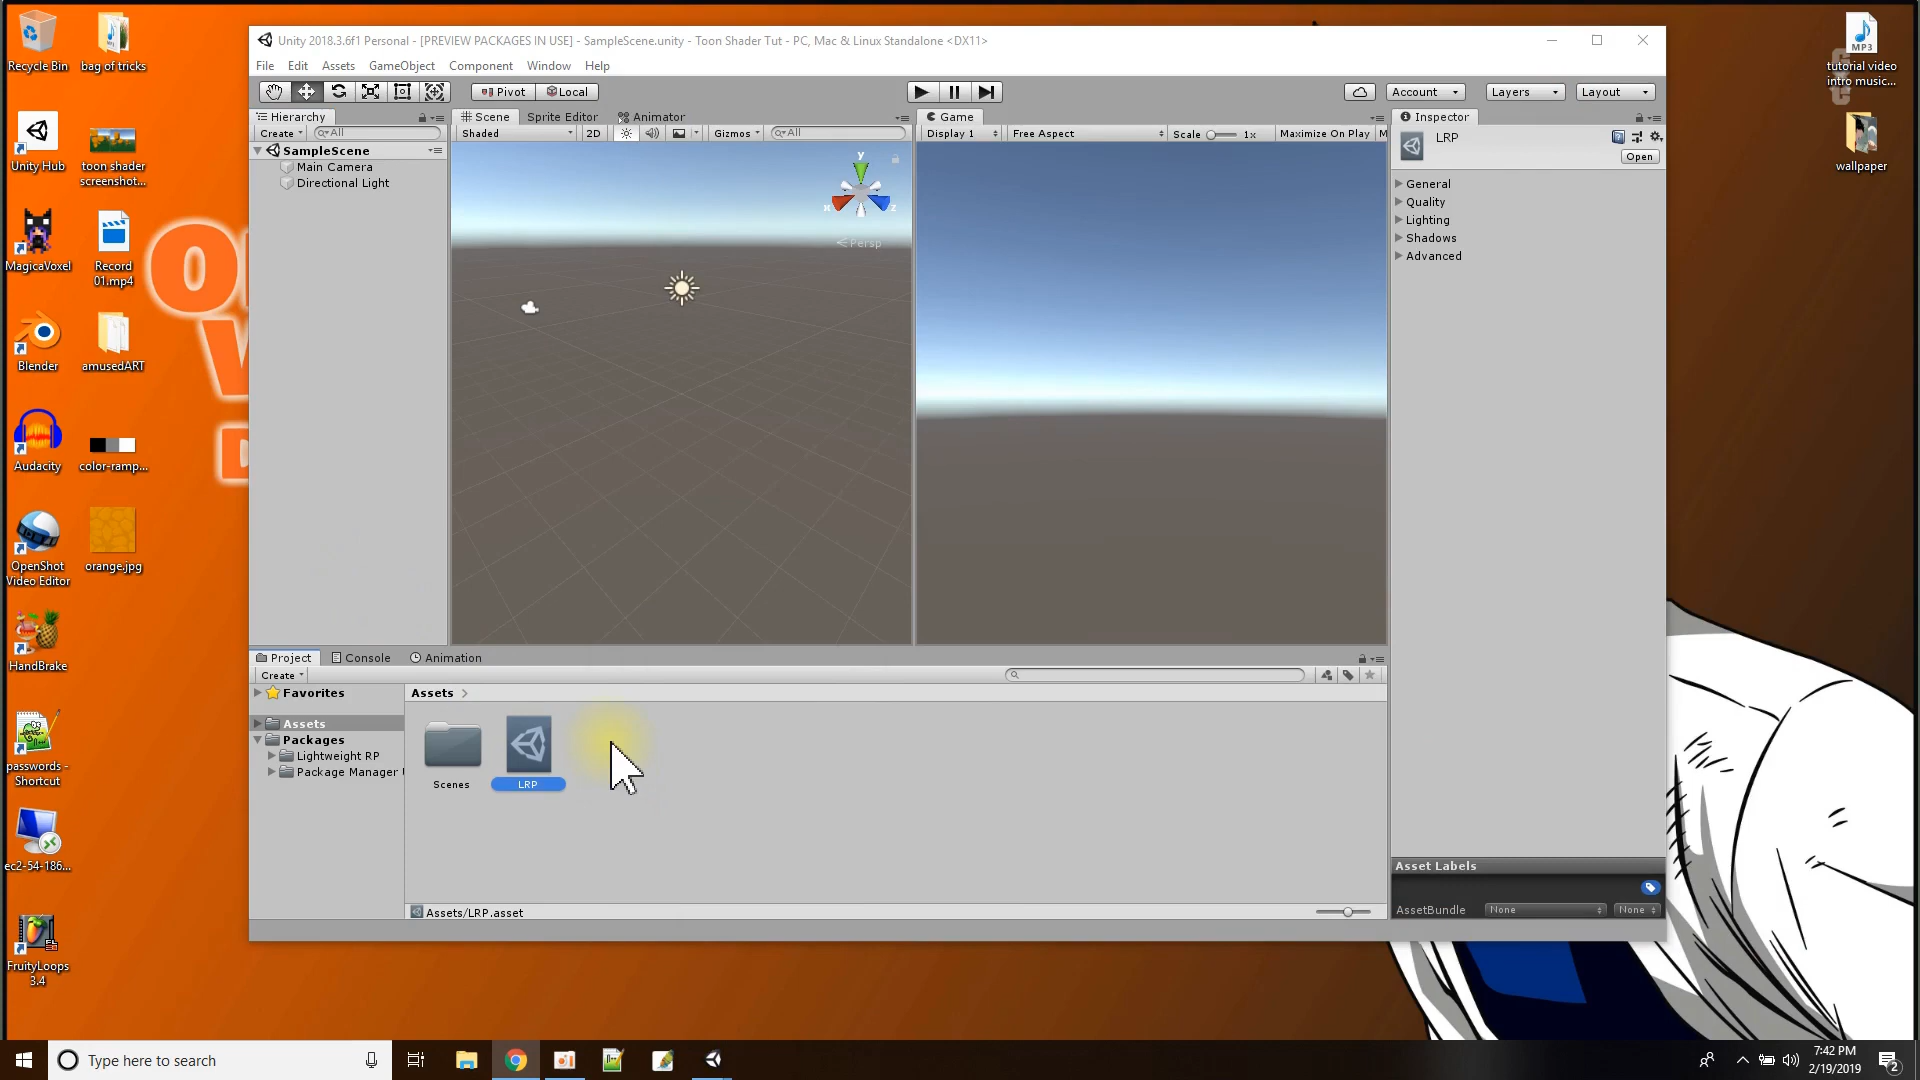 Unity 2018.3.6f1 Personal - [PREVIEW PACKAGES IN USE] - SampleScene.unity - Toon Shader Tut - PC, Mac & Linux Standalone <DX11>
File Edit Assets GameObject Component Window Help
Pivot Local
Account Layers Layout
Hierarchy
Create All
SampleScene
Main Camera
Directional Light
Scene Sprite Editor Animator
Shaded 2D Gizmos All
y
x z
Persp
Game
Display 1 Free Aspect Scale 1x Maximize On Play M
Inspector
LRP
Open
General
Quality
Lighting
Shadows
Advanced
Project Console Animation
Create
Favorites
Assets
Packages
Lightweight RP
Package Manager
Assets
Scenes
LRP
Assets/LRP.asset
Asset Labels
AssetBundle None None
Recycle Bin
bag of tricks
Unity Hub
toon shader
screenshot...
MagicaVoxel
Record
01.mp4
Blender
amusedART
Audacity
color-ramp...
OpenShot
Video Editor
orange.jpg
HandBrake
passwords -
Shortcut
ec2-54-186...
FruityLoops
3.4
MP3
tutorial video
intro music...
wallpaper
Type here to search
7:42 PM
2/19/2019
2